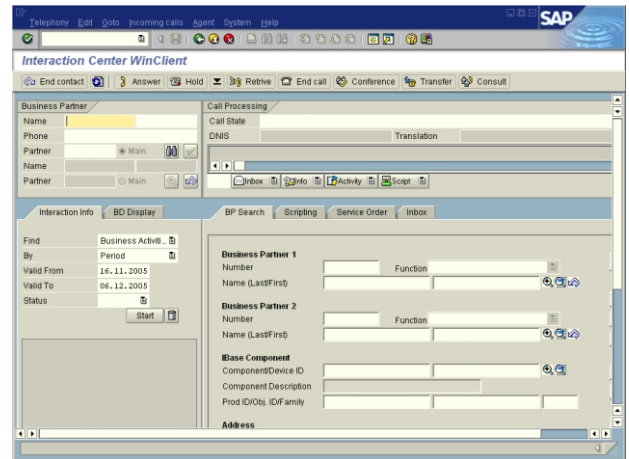 Telephony Edit Goto Incoming calls Agent System Help
SAP
Interaction Center WinClient
End contact Answer Hold Retrive End call Conference Transfer Consult
Business Partner
Name
Phone
Partner Main
Name
Partner Main
Call Processing
Call State
DNIS Translation
Inbox Info Activity Script
Interaction Info BD Display
Find Business Activiti..
By Period
Valid From 16.11.2005
Valid To 06.12.2005
Status
Start
BP Search Scripting Service Order Inbox
Business Partner 1
Number Function
Name (Last/First)
Business Partner 2
Number Function
Name (Last/First)
IBase Component
Component/Device ID
Component Description
Prod ID/Obj. ID/Family
Address